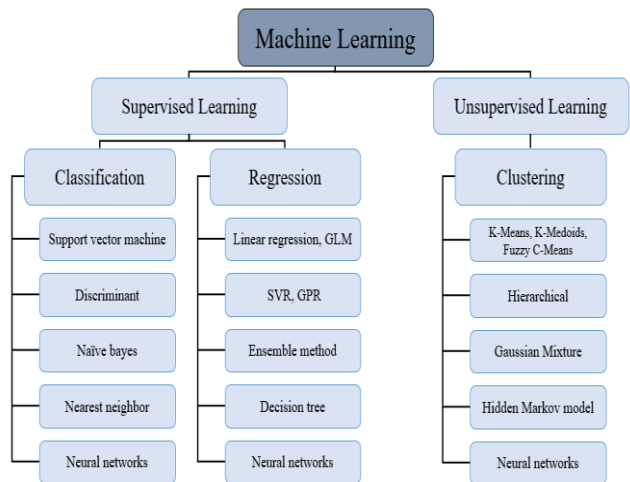 Machine Learning
Supervised Learning
Unsupervised Learning
Classification
Regression
Clustering
Support vector machine
Linear regression, GLM
K-Means, K-Medoids,
Fuzzy C-Means
Discriminant
SVR, GPR
Hierarchical
Naïve bayes
Ensemble method
Gaussian Mixture
Nearest neighbor
Decision tree
Hidden Markov model
Neural networks
Neural networks
Neural networks